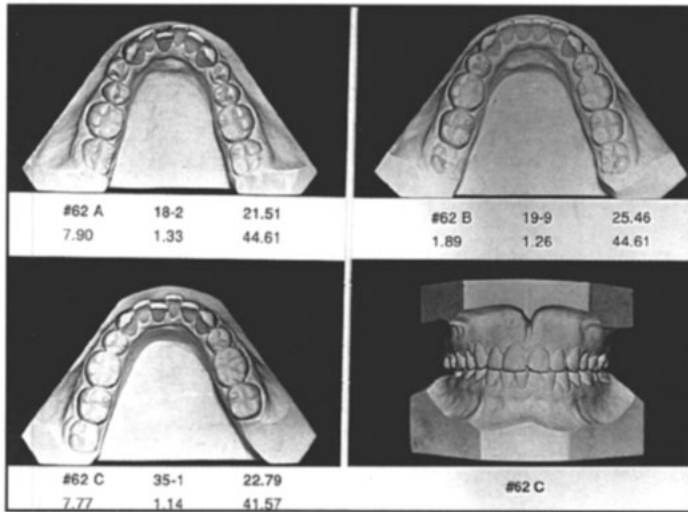 #62 A 18-2 21.51
7.90 1.33 44.61
#62 B 19-9 25.46
1.89 1.26 44.61
#62 C 35-1 22.79
7.77 1.14 41.57
#62 C